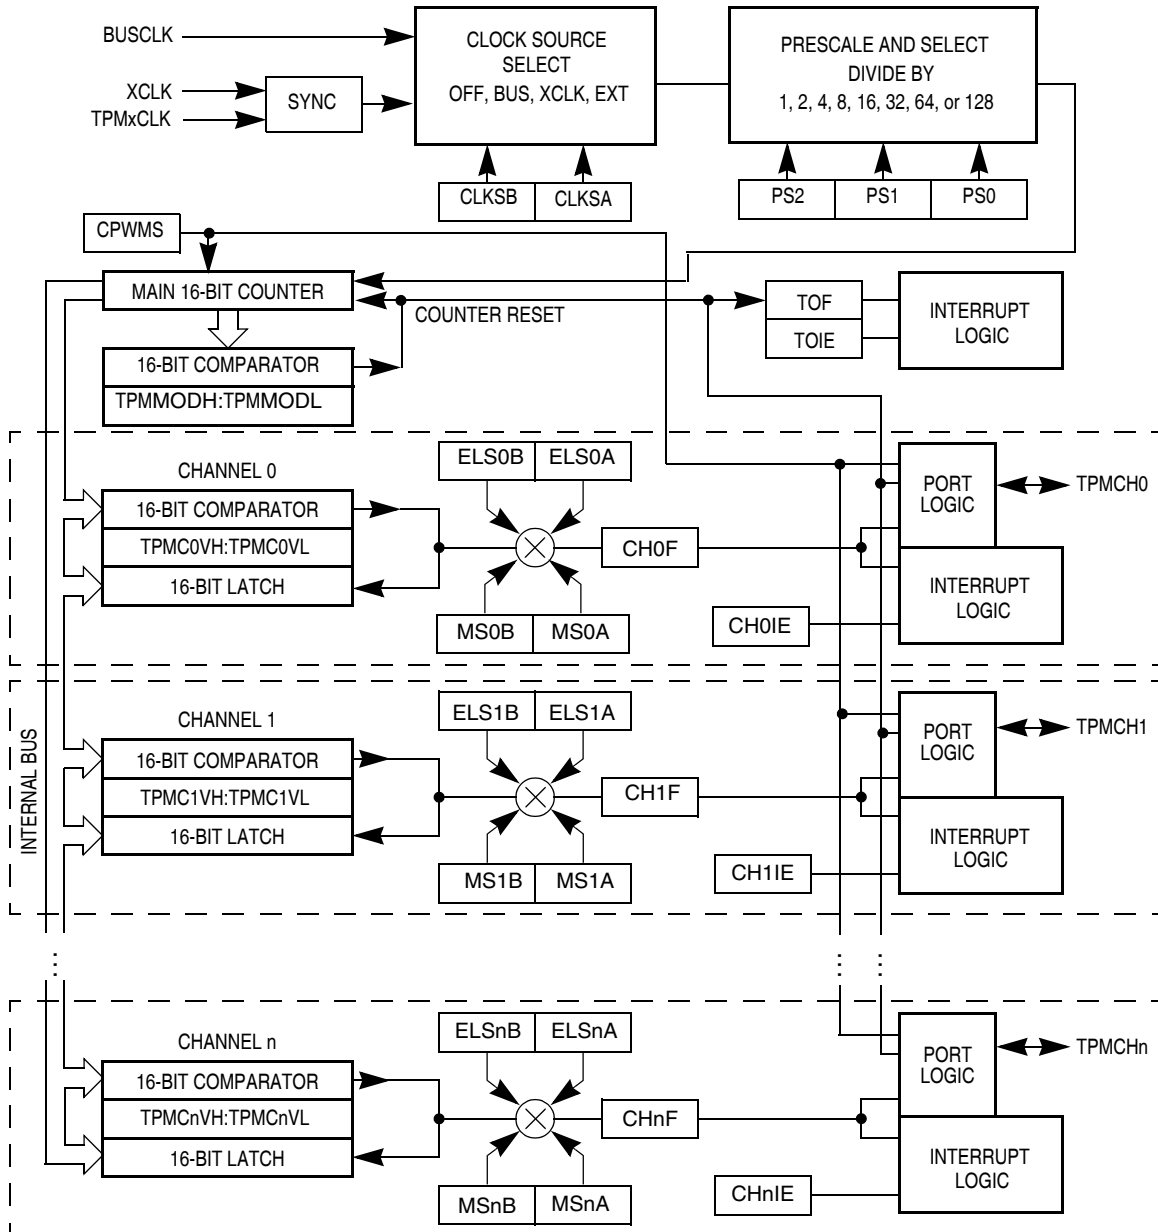 BUSCLK
XCLK
TPMxCLK
SYNC
CLOCK SOURCE
SELECT
OFF, BUS, XCLK, EXT
PRESCALE AND SELECT
DIVIDE BY
1, 2, 4, 8, 16, 32, 64, or 128
CLKSB
CLKSA
PS2
PS1
PS0
CPWMS
MAIN 16-BIT COUNTER
COUNTER RESET
TOF
TOIE
INTERRUPT
LOGIC
16-BIT COMPARATOR
TPMMODH:TPMMODL
INTERNAL BUS
CHANNEL 0
16-BIT COMPARATOR
TPMC0VH:TPMC0VL
16-BIT LATCH
ELS0B
ELS0A
MS0B
MS0A
CH0F
CH0IE
PORT
LOGIC
INTERRUPT
LOGIC
TPMCH0
CHANNEL 1
16-BIT COMPARATOR
TPMC1VH:TPMC1VL
16-BIT LATCH
ELS1B
ELS1A
MS1B
MS1A
CH1F
CH1IE
PORT
LOGIC
INTERRUPT
LOGIC
TPMCH1
...
...
...
CHANNEL n
16-BIT COMPARATOR
TPMCnVH:TPMCnVL
16-BIT LATCH
ELSnB
ELSnA
MSnB
MSnA
CHnF
CHnIE
PORT
LOGIC
INTERRUPT
LOGIC
TPMCHn